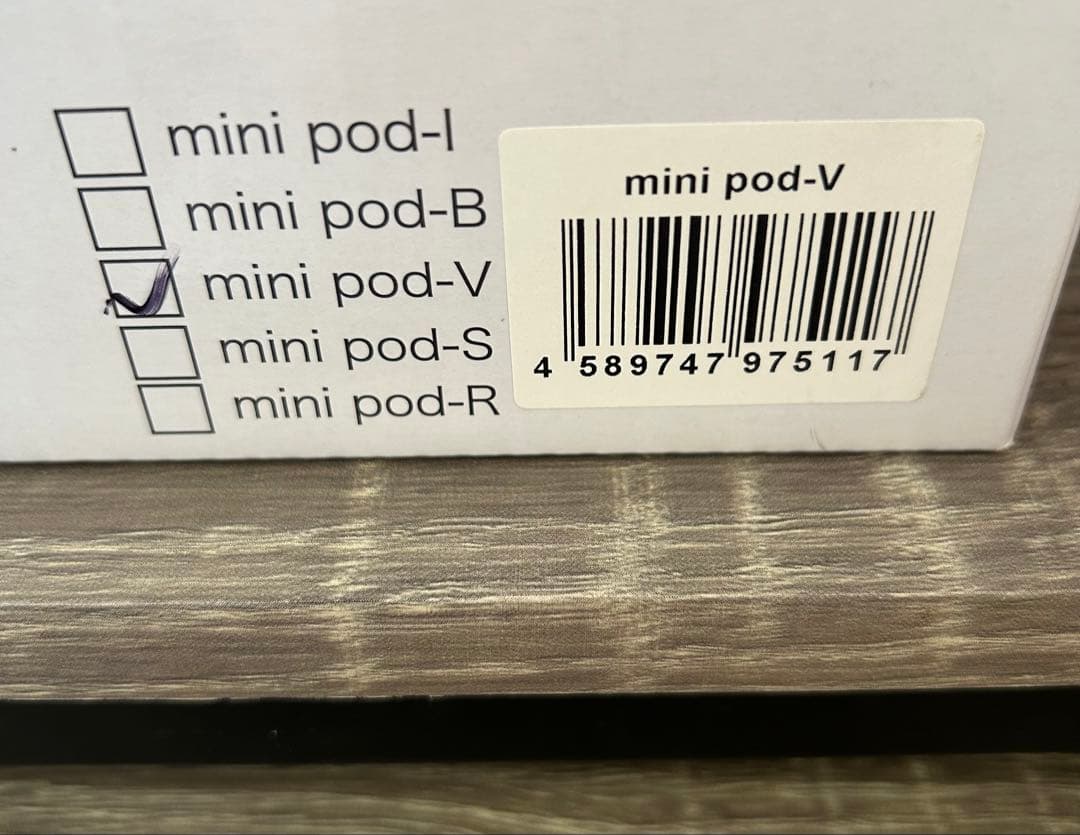 mini pod-I
mini pod-B
mini pod-V
mini pod-S
mini pod-R
mini pod-V
4 589747 975117